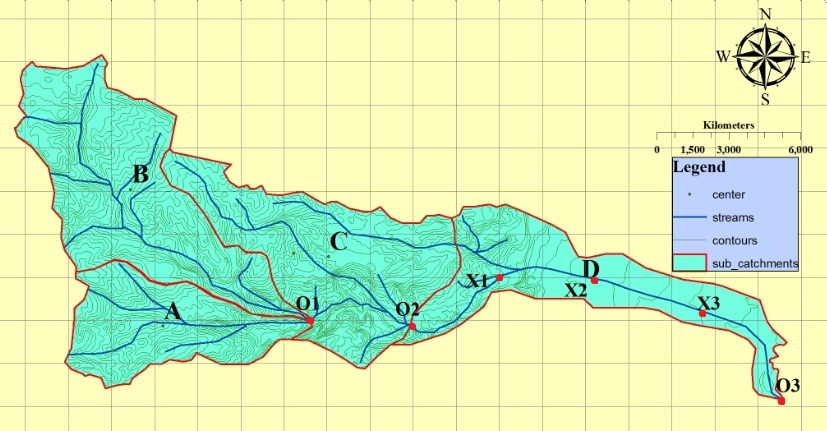 N
W E
S
Kilometers
0 1,500 3,000 6,000
Legend
center
streams
contours
sub_catchments
B
C
A
O1
O2
X1
D
X2
X3
O3